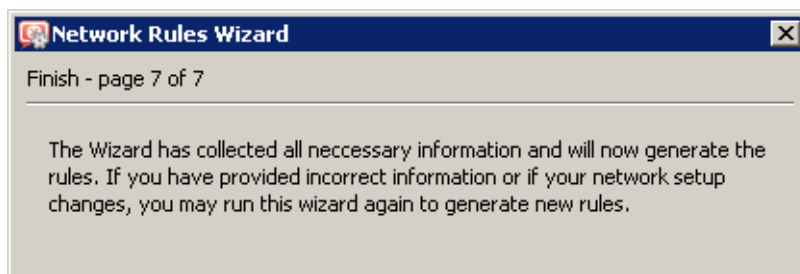 Network Rules Wizard
Finish - page 7 of 7
The Wizard has collected all neccessary information and will now generate the
rules. If you have provided incorrect information or if your network setup
changes, you may run this wizard again to generate new rules.